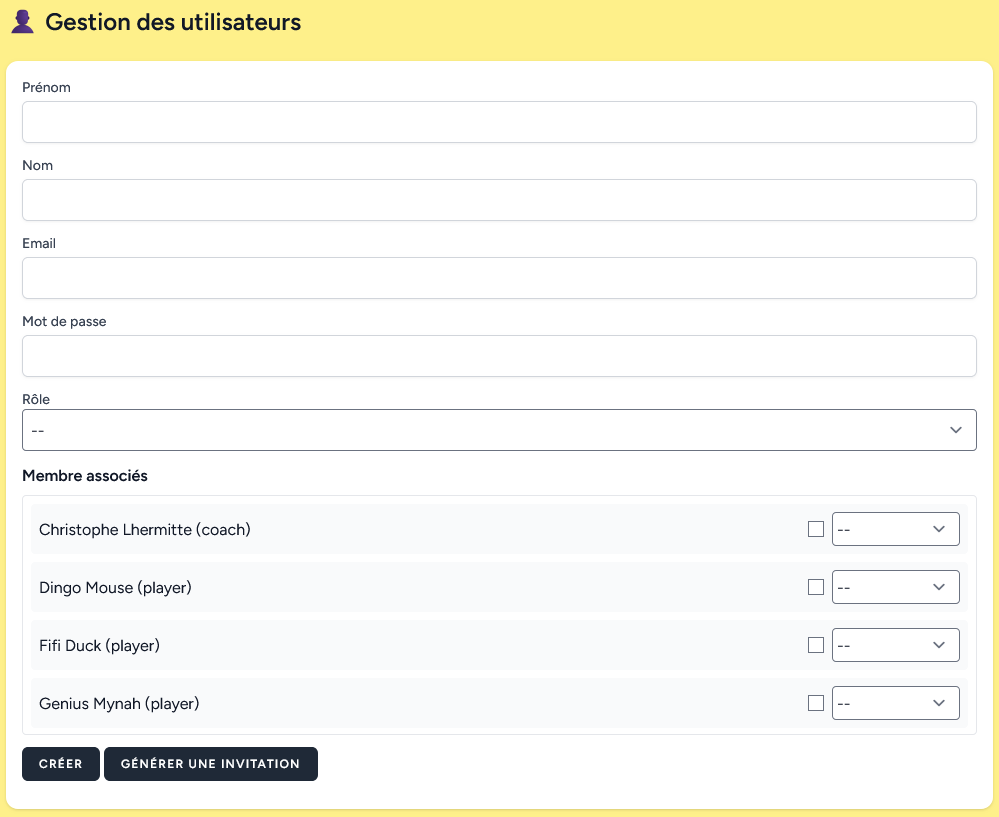 Gestion des utilisateurs
Prénom
Nom
Email
Mot de passe
Rôle
--
Membre associés
Christophe Lhermitte (coach) --
Dingo Mouse (player) --
Fifi Duck (player) --
Genius Mynah (player) --
CRÉER GÉNÉRER UNE INVITATION